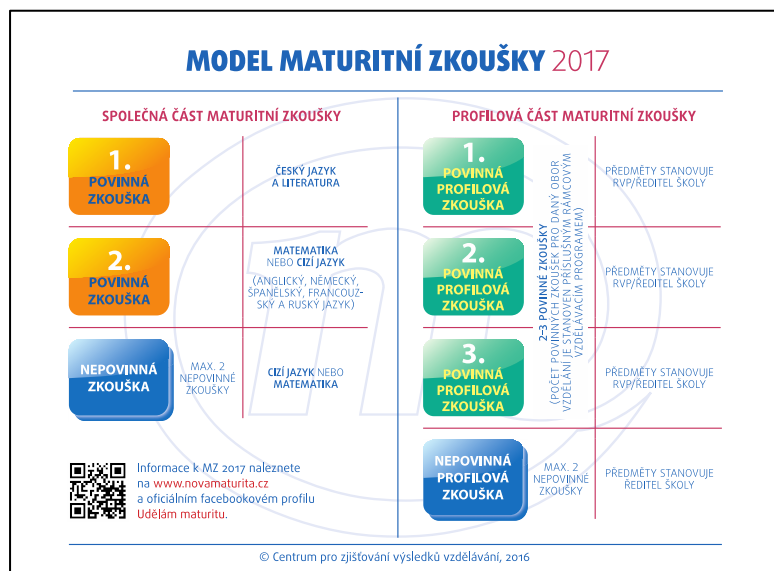 MODEL MATURITNÍ ZKOUŠKY 2017
SPOLEČNÁ ČÁST MATURITNÍ ZKOUŠKY
1.
POVINNÁ
ZKOUŠKA
ČESKÝ JAZYK
A LITERATURA
2.
POVINNÁ
ZKOUŠKA
MATEMATIKA
NEBO CIZÍ JAZYK
(ANGLICKÝ, NĚMECKÝ,
ŠPANĚLSKÝ, FRANCOUZ-
SKÝ A RUSKÝ JAZYK)
NEPOVINNÁ
ZKOUŠKA
MAX. 2
NEPOVINNÉ
ZKOUŠKY
CIZÍ JAZYK NEBO
MATEMATIKA
Informace k MZ 2017 naleznete
na www.novamaturita.cz
a oficiálním facebookovém profilu
Udělám maturitu.
PROFILOVÁ ČÁST MATURITNÍ ZKOUŠKY
1.
POVINNÁ
PROFILOVÁ
ZKOUŠKA
PŘEDMĚTY STANOVUJE
RVP/ŘEDITEL ŠKOLY
2.
POVINNÁ
PROFILOVÁ
ZKOUŠKA
PŘEDMĚTY STANOVUJE
RVP/ŘEDITEL ŠKOLY
3.
POVINNÁ
PROFILOVÁ
ZKOUŠKA
PŘEDMĚTY STANOVUJE
RVP/ŘEDITEL ŠKOLY
2–3 POVINNÉ ZKOUŠKY
(POČET POVINNÝCH ZKOUŠEK PRO DANÝ OBOR
VZDĚLÁNÍ JE STANOVEN PŘÍSLUŠNÝM RÁMCOVÝM
VZDĚLÁVACÍM PROGRAMEM)
NEPOVINNÁ
PROFILOVÁ
ZKOUŠKA
MAX. 2
NEPOVINNÉ
ZKOUŠKY
PŘEDMĚTY STANOVUJE
ŘEDITEL ŠKOLY
© Centrum pro zjišťování výsledků vzdělávání, 2016